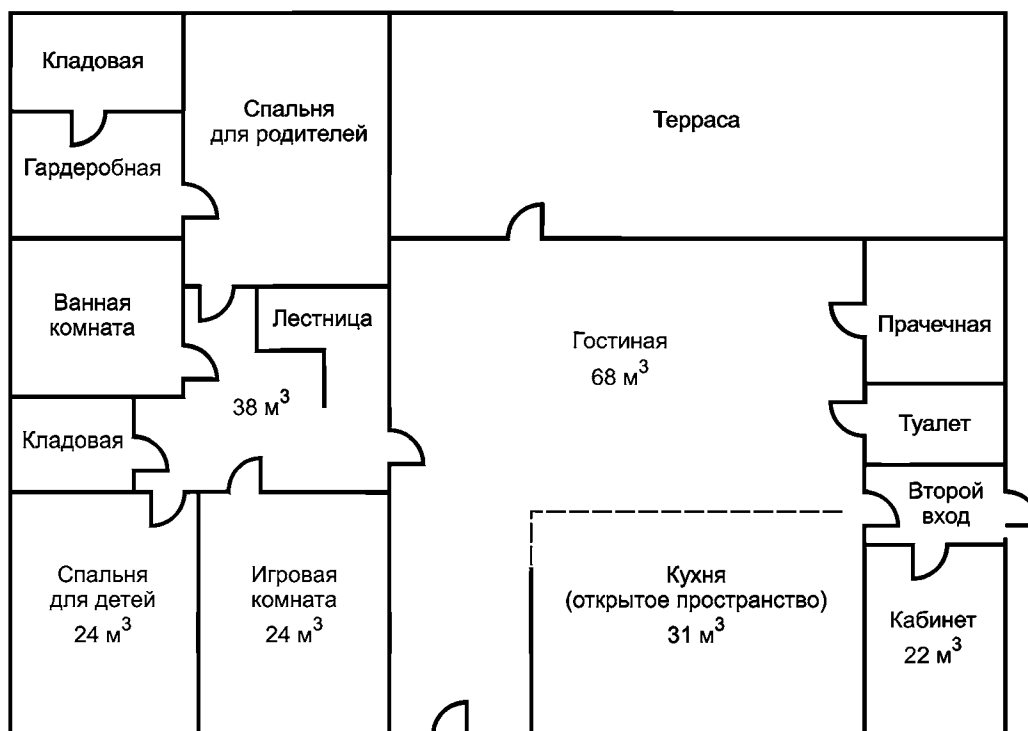 Кладовая
Спальня
для родителей
Терраса
Гардеробная
Ванная
комната
Лестница
Гостиная
68 м³
Прачечная
38 м³
Кладовая
Туалет
Второй
вход
Спальня
для детей
24 м³
Игровая
комната
24 м³
Кухня
(открытое пространство)
31 м³
Кабинет
22 м³